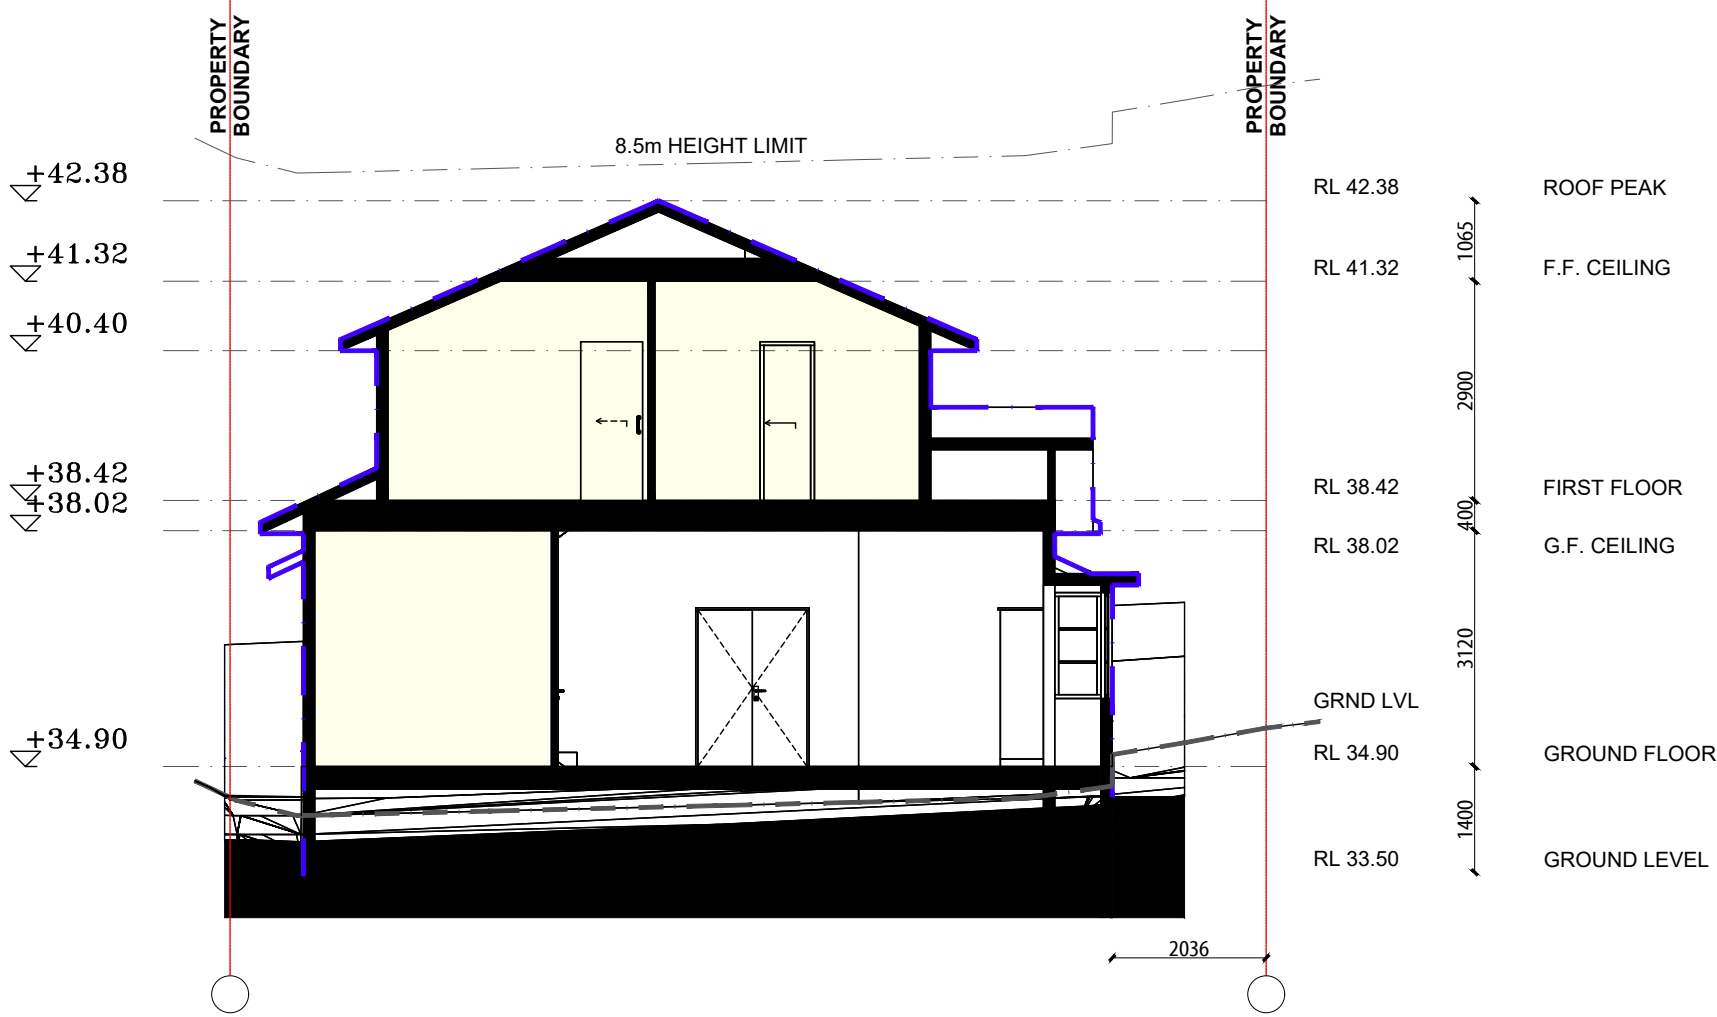 PROPERTY
BOUNDARY
PROPERTY
BOUNDARY
8.5m HEIGHT LIMIT
+42.38
RL 42.38
ROOF PEAK
1065
+41.32
RL 41.32
F.F. CEILING
+40.40
2900
+38.42
RL 38.42
FIRST FLOOR
+38.02
400
RL 38.02
G.F. CEILING
3120
GRND LVL
+34.90
RL 34.90
GROUND FLOOR
1400
RL 33.50
GROUND LEVEL
2036